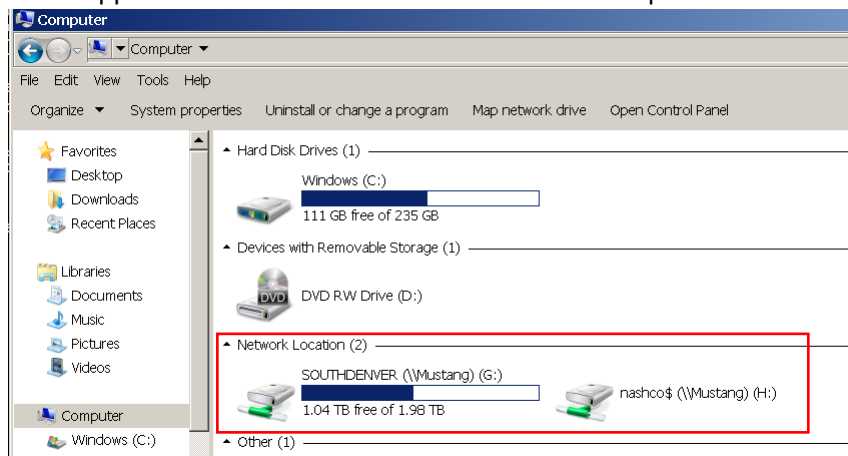 Computer
Computer
File Edit View Tools Help
Organize System properties Uninstall or change a program Map network drive Open Control Panel
Favorites
Desktop
Downloads
Recent Places
Libraries
Documents
Music
Pictures
Videos
Computer
Windows (C:)
Hard Disk Drives (1)
Windows (C:)
111 GB free of 235 GB
Devices with Removable Storage (1)
DVD
DVD RW Drive (D:)
Network Location (2)
SOUTHDENVER (\\Mustang) (G:)
1.04 TB free of 1.98 TB
nashco$ (\\Mustang) (H:)
Other (1)